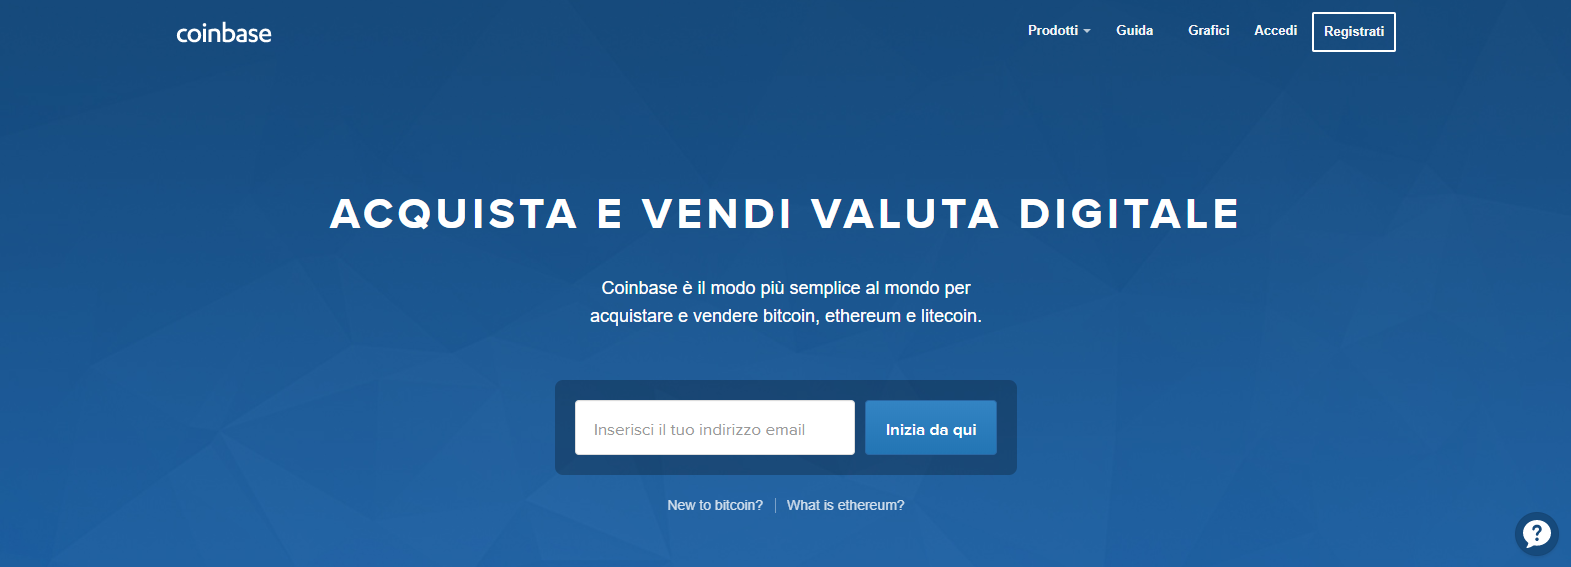 coinbase
Prodotti Guida Grafici Accedi Registrati
ACQUISTA E VENDI VALUTA DIGITALE
Coinbase è il modo più semplice al mondo per
acquistare e vendere bitcoin, ethereum e litecoin.
Inserisci il tuo indirizzo email Inizia da qui
New to bitcoin? What is ethereum?
?